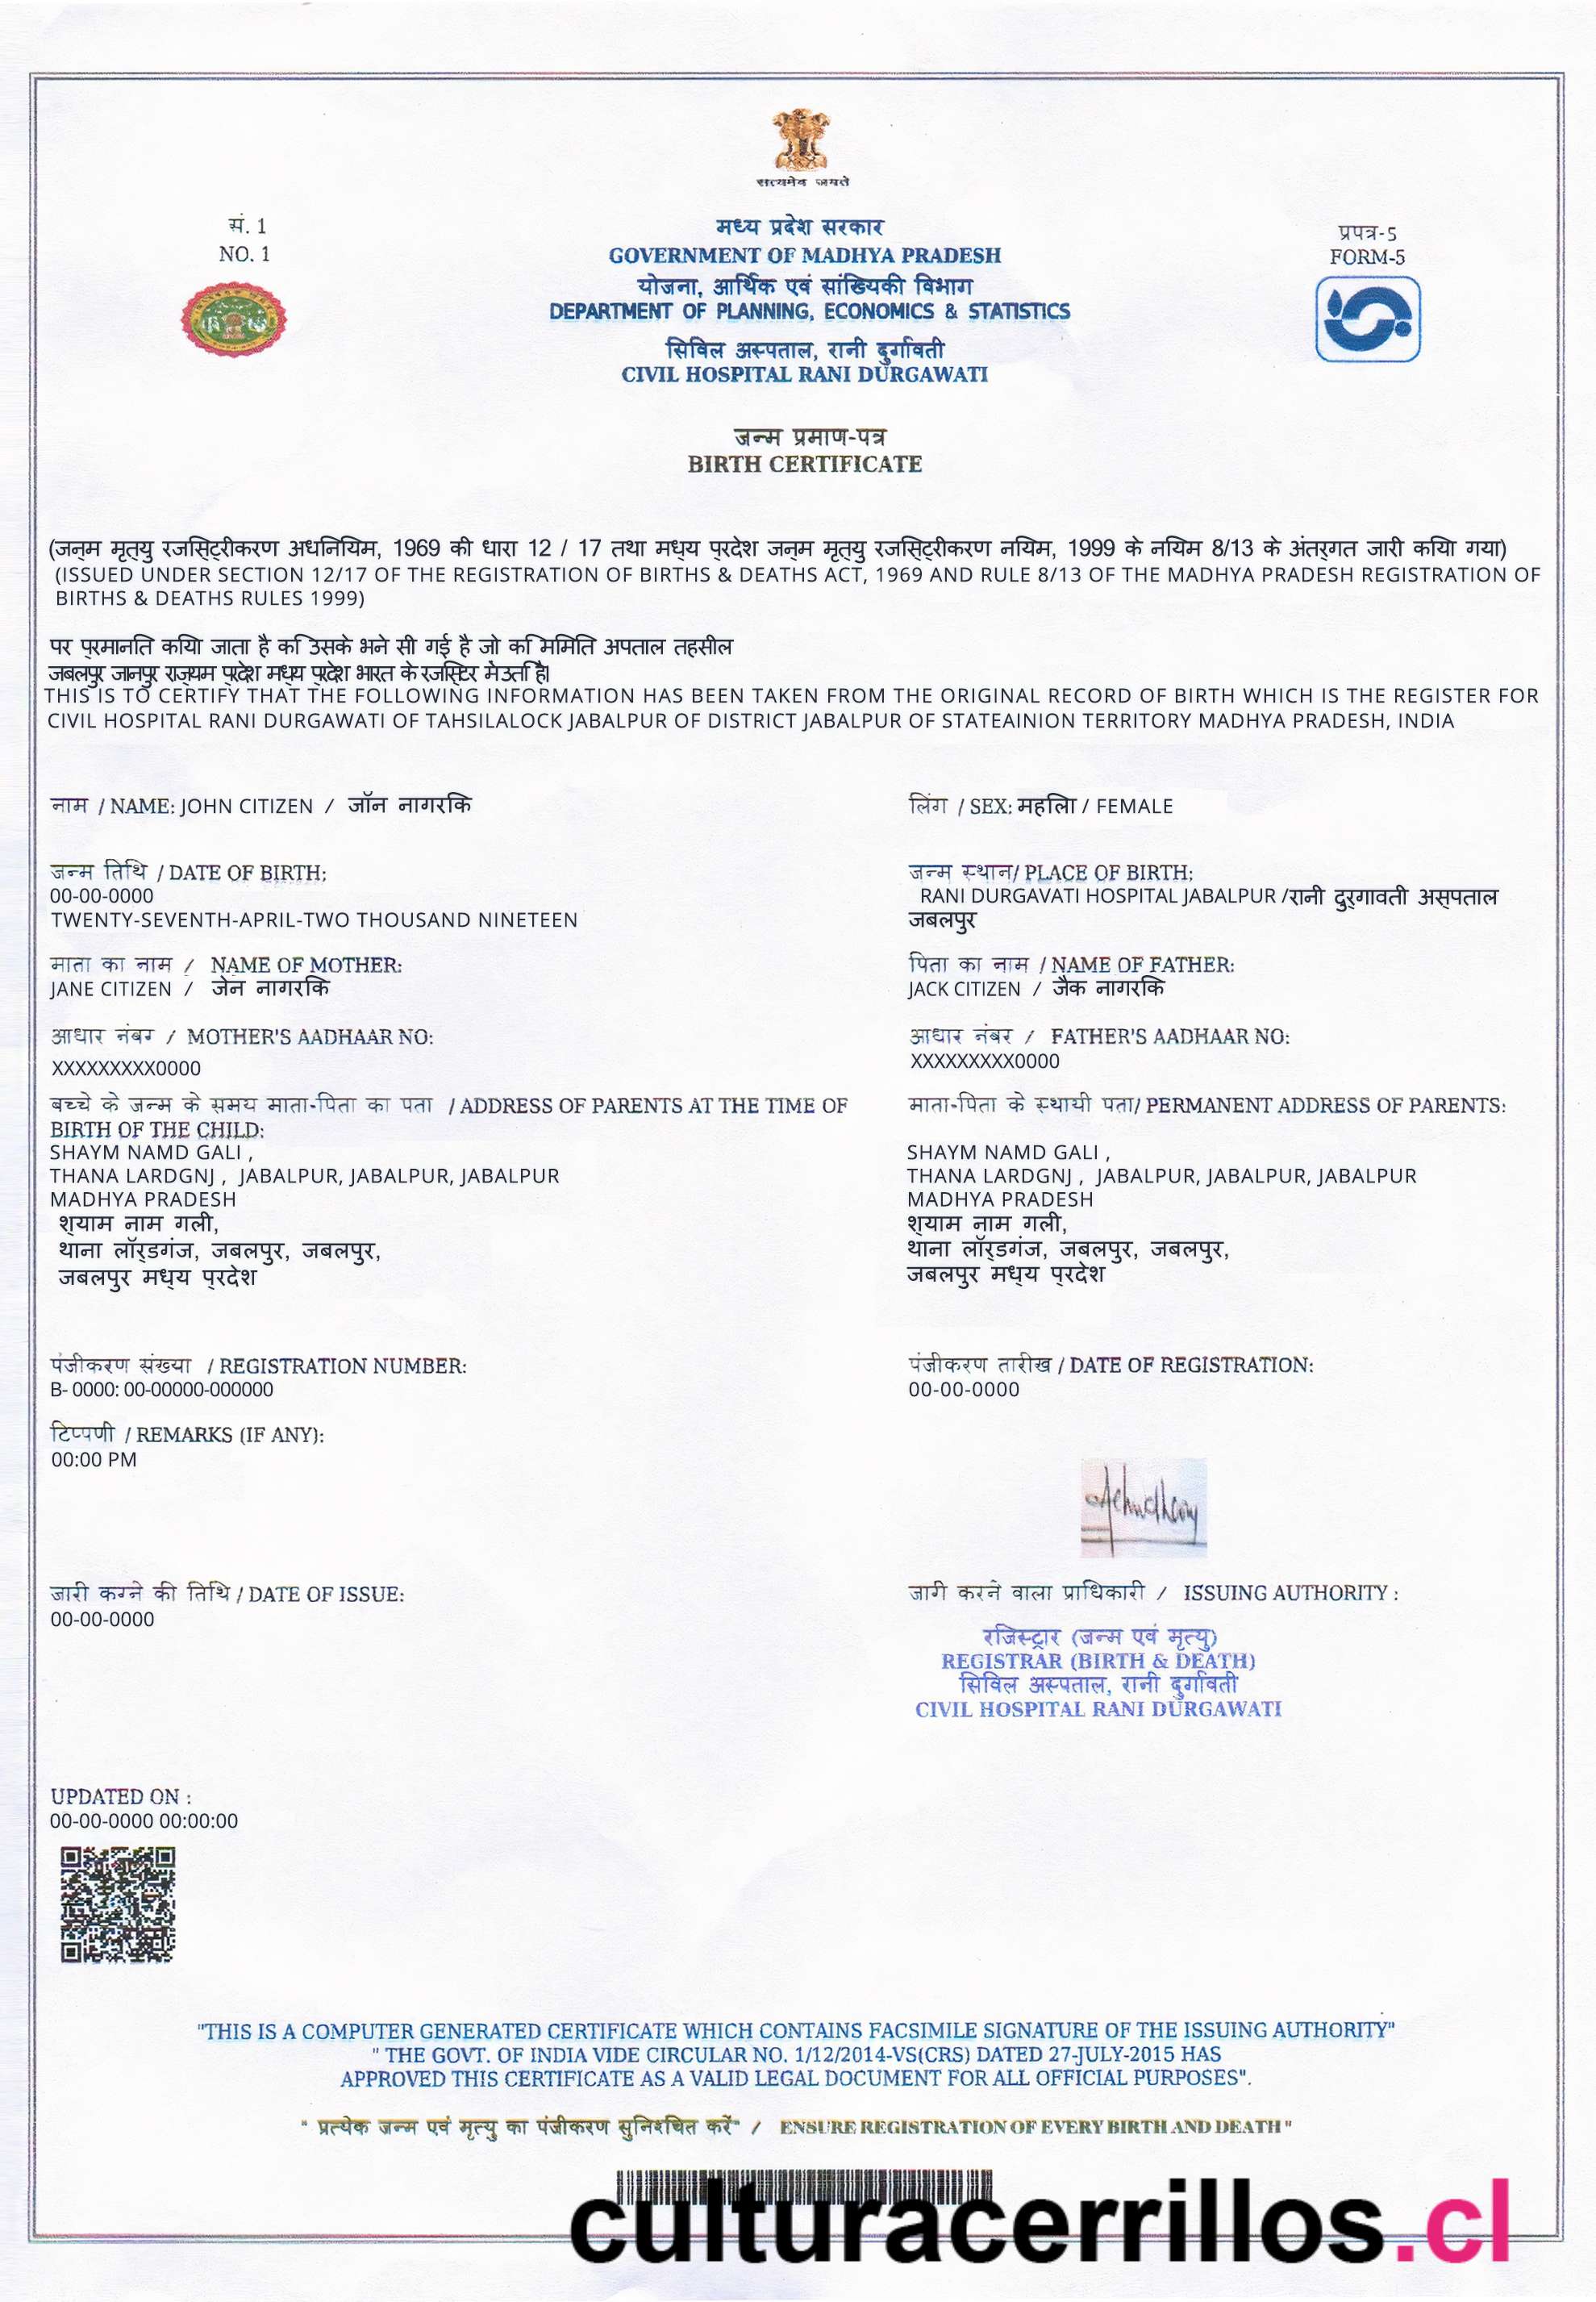 सत्यमेव जयते
सं. 1
NO. 1
मध्य प्रदेश सरकार
GOVERNMENT OF MADHYA PRADESH
योजना, आर्थिक एवं सांख्यिकी विभाग
DEPARTMENT OF PLANNING, ECONOMICS & STATISTICS
सिविल अस्पताल, रानी दुर्गावती
CIVIL HOSPITAL RANI DURGAWATI
प्रपत्र-5
FORM-5
जन्म प्रमाण-पत्र
BIRTH CERTIFICATE
(जन्म मृत्यु रजिस्ट्रीकरण अधिनियिम, 1969 की धारा 12 / 17 तथा मध्य प्रदेश जन्म मृत्यु रजिस्ट्रीकरण नियम, 1999 के नियम 8/13 के अंतर्गत जारी किया गया)
(ISSUED UNDER SECTION 12/17 OF THE REGISTRATION OF BIRTHS & DEATHS ACT, 1969 AND RULE 8/13 OF THE MADHYA PRADESH REGISTRATION OF
BIRTHS & DEATHS RULES 1999)
पर प्रमानित किया जाता है कि उसके भने सी गई है जो कि ममिति अपताल तहसील
जबलपुर जानपुर राज्यम प्रदेश मध्य प्रदेश भारत के रजिस्टर में उति है।
THIS IS TO CERTIFY THAT THE FOLLOWING INFORMATION HAS BEEN TAKEN FROM THE ORIGINAL RECORD OF BIRTH WHICH IS THE REGISTER FOR
CIVIL HOSPITAL RANI DURGAWATI OF TAHSILALOCK JABALPUR OF DISTRICT JABALPUR OF STATEAINION TERRITORY MADHYA PRADESH, INDIA
नाम / NAME: JOHN CITIZEN / जॉन नागरिक
लिंग / SEX: महिला / FEMALE
जन्म तिथि / DATE OF BIRTH:
00-00-0000
TWENTY-SEVENTH-APRIL-TWO THOUSAND NINETEEN
जन्म स्थान/ PLACE OF BIRTH:
RANI DURGAVATI HOSPITAL JABALPUR /रानी दुर्गावती अस्पताल
जबलपुर
माता का नाम / NAME OF MOTHER:
JANE CITIZEN / जेन नागरिक
पिता का नाम / NAME OF FATHER:
JACK CITIZEN / जैक नागरिक
आधार नंबर / MOTHER'S AADHAAR NO:
XXXXXXXXX0000
आधार नंबर / FATHER'S AADHAAR NO:
XXXXXXXXX0000
बच्चे के जन्म के समय माता-पिता का पता / ADDRESS OF PARENTS AT THE TIME OF
BIRTH OF THE CHILD:
SHAYM NAMD GALI ,
THANA LARDGNJ , JABALPUR, JABALPUR, JABALPUR
MADHYA PRADESH
श्याम नाम गली,
थाना लॉर्डगंज, जबलपुर, जबलपुर,
जबलपुर मध्य प्रदेश
माता-पिता के स्थायी पता/ PERMANENT ADDRESS OF PARENTS:
SHAYM NAMD GALI ,
THANA LARDGNJ , JABALPUR, JABALPUR, JABALPUR
MADHYA PRADESH
श्याम नाम गली,
थाना लॉर्डगंज, जबलपुर, जबलपुर,
जबलपुर मध्य प्रदेश
पंजीकरण संख्या / REGISTRATION NUMBER:
B- 0000: 00-00000-000000
पंजीकरण तारीख / DATE OF REGISTRATION:
00-00-0000
टिप्पणी / REMARKS (IF ANY):
00:00 PM
जारी करने की तिथि / DATE OF ISSUE:
00-00-0000
जारी करने वाला प्राधिकारी / ISSUING AUTHORITY :
रजिस्ट्रार (जन्म एवं मृत्यु)
REGISTRAR (BIRTH & DEATH)
सिविल अस्पताल, रानी दुर्गावती
CIVIL HOSPITAL RANI DURGAWATI
UPDATED ON :
00-00-0000 00:00:00
"THIS IS A COMPUTER GENERATED CERTIFICATE WHICH CONTAINS FACSIMILE SIGNATURE OF THE ISSUING AUTHORITY"
" THE GOVT. OF INDIA VIDE CIRCULAR NO. 1/12/2014-VS(CRS) DATED 27-JULY-2015 HAS
APPROVED THIS CERTIFICATE AS A VALID LEGAL DOCUMENT FOR ALL OFFICIAL PURPOSES".
" प्रत्येक जन्म एवं मृत्यु का पंजीकरण सुनिश्चित करें" / ENSURE REGISTRATION OF EVERY BIRTH AND DEATH "
culturacerrillos.cl